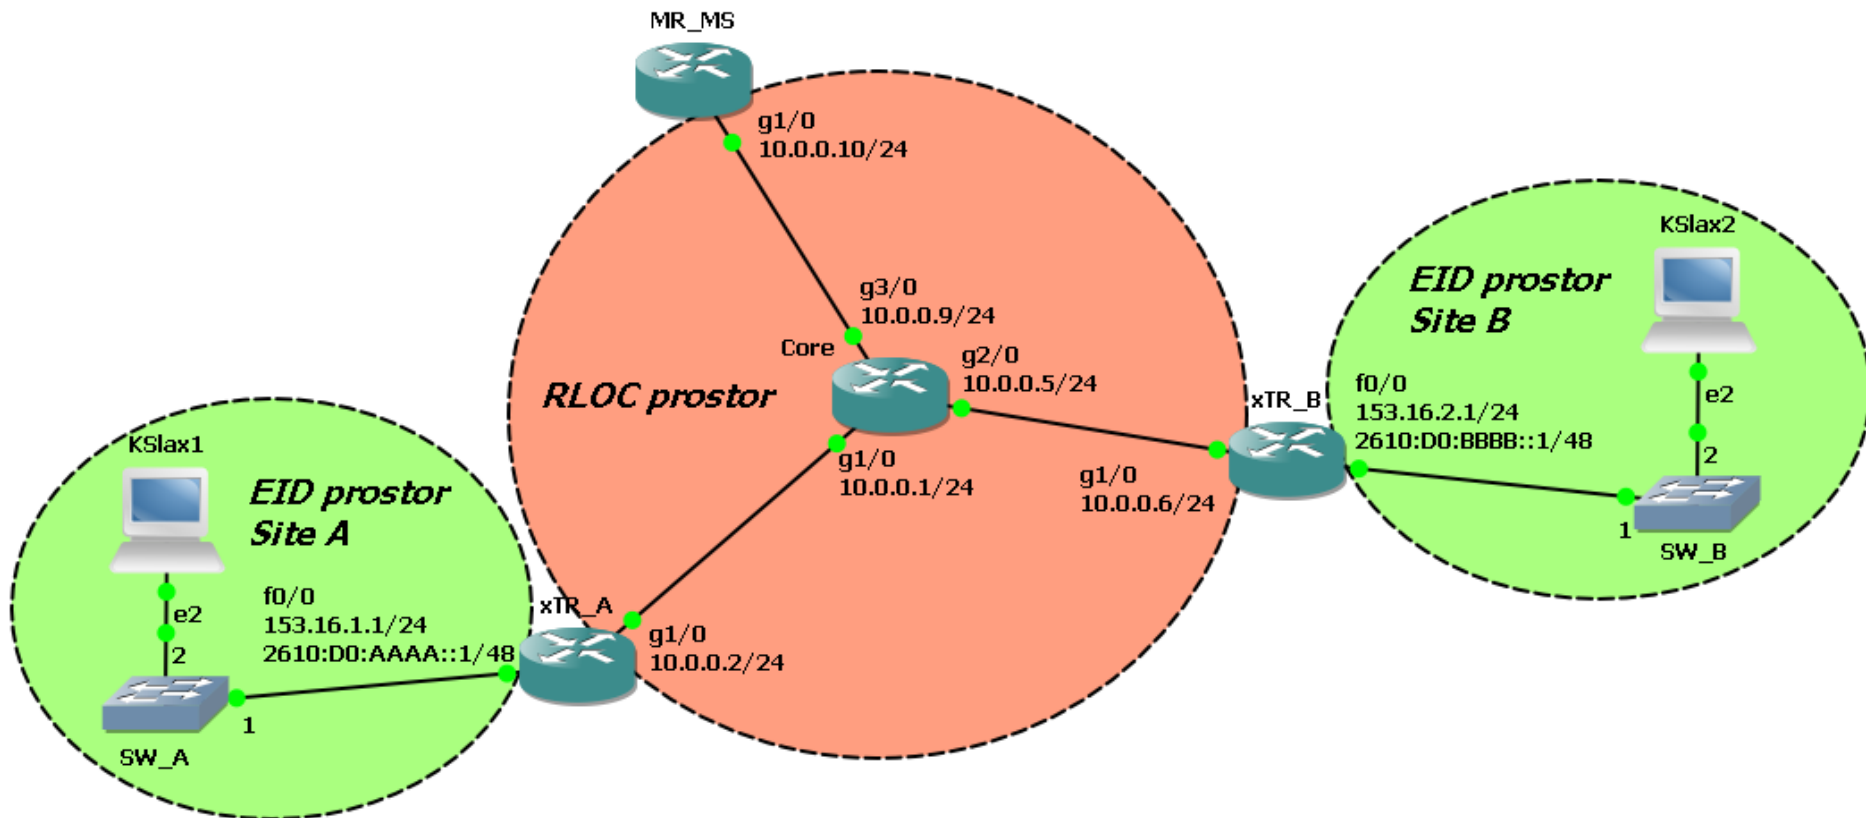 MR_MS
g1/0
10.0.0.10/24
g3/0
10.0.0.9/24
Core
g2/0
10.0.0.5/24
RLOC prostor
g1/0
10.0.0.1/24
xTR_B
g1/0
10.0.0.6/24
KSlax2
EID prostor
Site B
f0/0
153.16.2.1/24
2610:D0:BBBB::1/48
e2
2
1
SW_B
KSlax1
EID prostor
Site A
f0/0
153.16.1.1/24
2610:D0:AAAA::1/48
e2
2
1
SW_A
xTR_A
g1/0
10.0.0.2/24